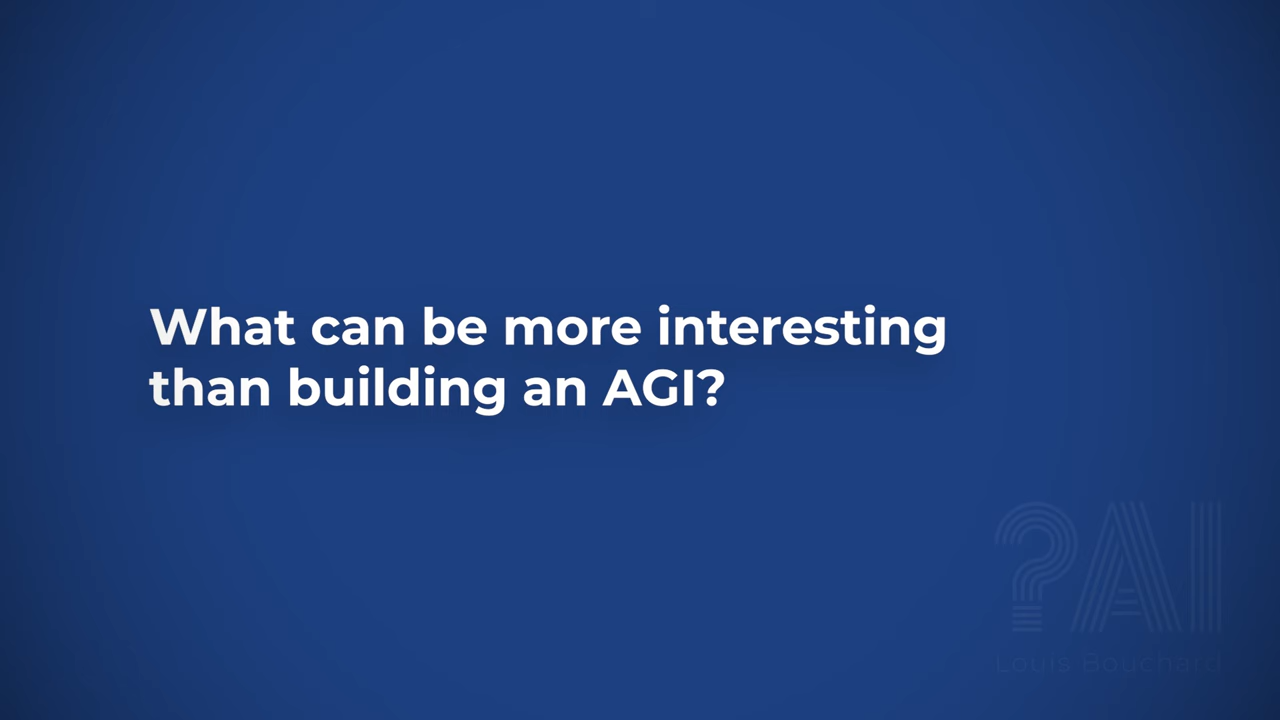 What can be more interesting
than building an AGI?
?AI
Louis Bouchard